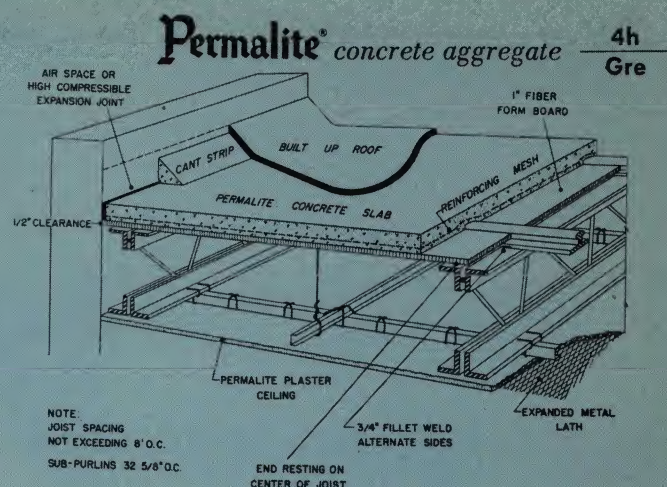 Permalite® concrete aggregate
4h
Gre
AIR SPACE OR
HIGH COMPRESSIBLE
EXPANSION JOINT
1" FIBER
FORM BOARD
CANT STRIP
BUILT UP ROOF
REINFORCING MESH
PERMALITE CONCRETE SLAB
1/2" CLEARANCE
PERMALITE PLASTER
CEILING
3/4" FILLET WELD
ALTERNATE SIDES
EXPANDED METAL
LATH
NOTE:
JOIST SPACING
NOT EXCEEDING 8' O.C.
SUB-PURLINS 32 5/8" O.C.
END RESTING ON
CENTER OF JOIST